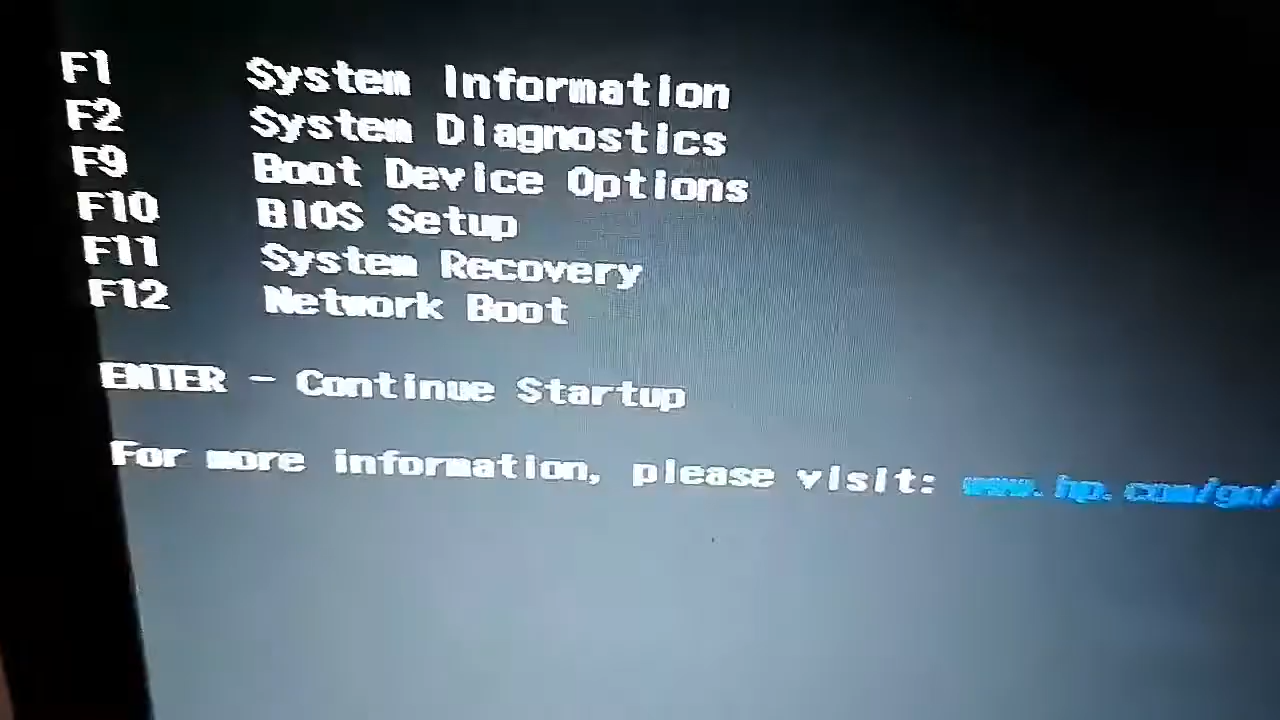 F1 System Information
F2 System Diagnostics
F9 Boot Device Options
F10 BIOS Setup
F11 System Recovery
F12 Network Boot
ENTER - Continue Startup
For more information, please visit: www.hp.com/go/